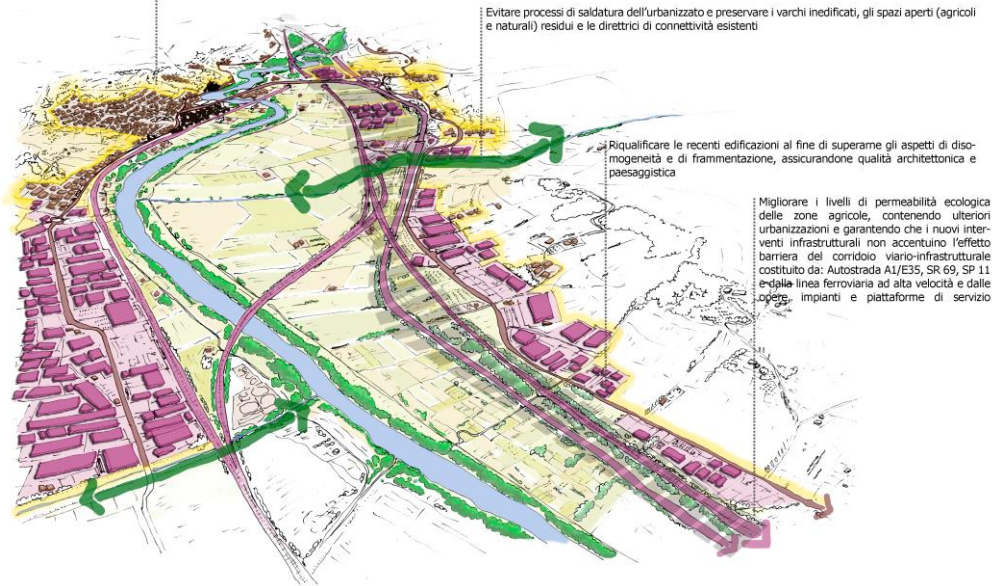 Evitare processi di saldatura dell'urbanizzato e preservare i varchi inedificati, gli spazi aperti (agricoli
e naturali) residui e le direttrici di connettività esistenti
Riqualificare le recenti edificazioni al fine di superarne gli aspetti di diso-
mogeneità e di frammentazione, assicurandone qualità architettonica e
paesaggistica
Migliorare i livelli di permeabilità ecologica
delle zone agricole, contenendo ulteriori
urbanizzazioni e garantendo che i nuovi inter-
venti infrastrutturali non accentuino l'effetto
barriera del corridoio viario-infrastrutturale
costituito da: Autostrada A1/E35, SR 69, SP 11
e dalla linea ferroviaria ad alta velocità e dalle
opere, impianti e piattaforme di servizio